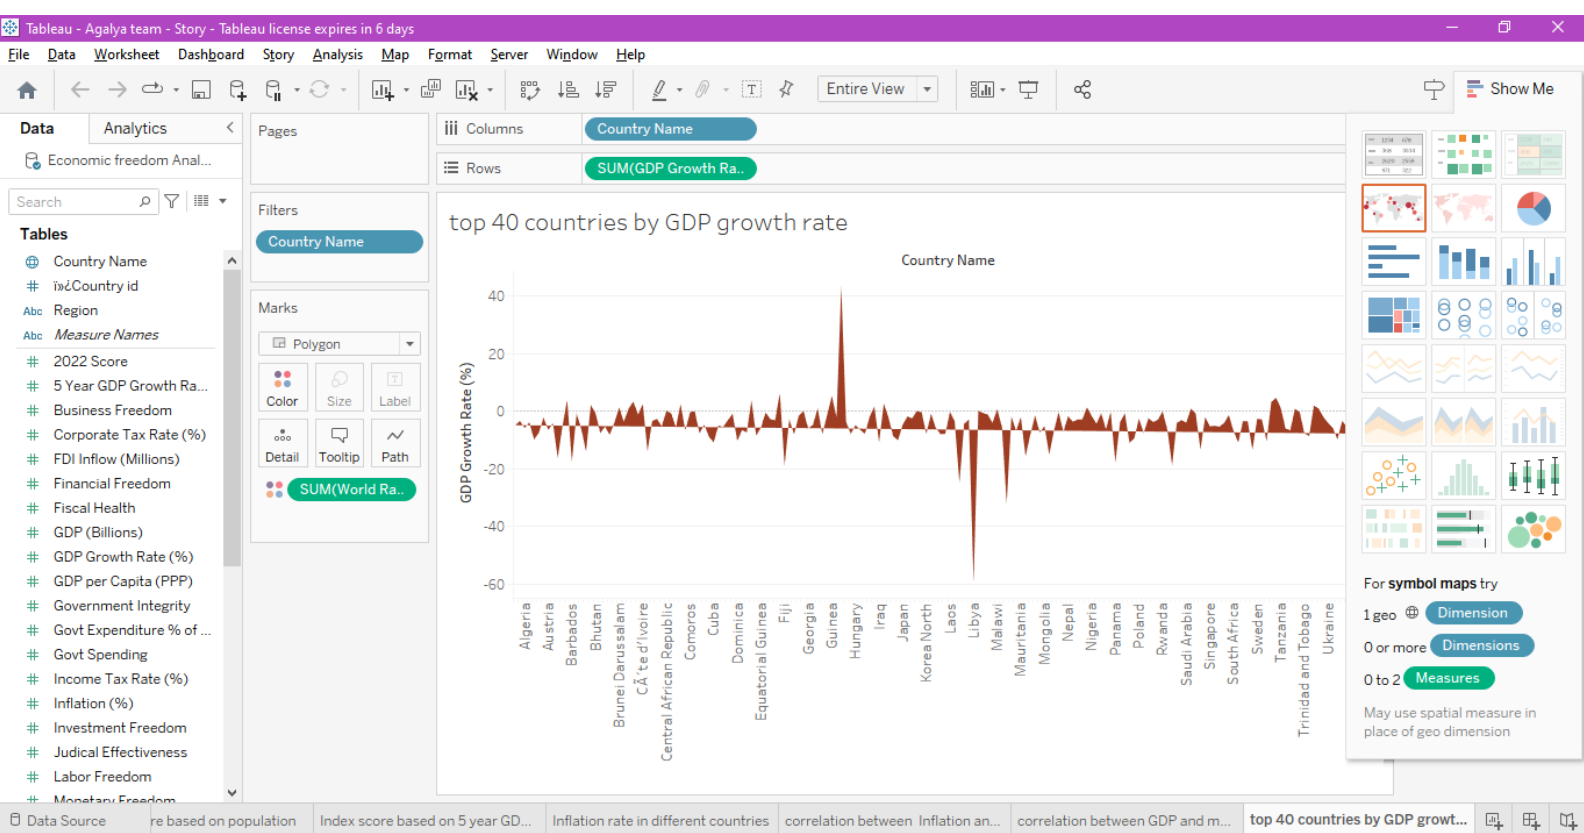 Tableau - Agalya team - Story - Tableau license expires in 6 days
File Data Worksheet Dashboard Story Analysis Map Format Server Window Help
Entire View
Show Me
Data Analytics
Economic freedom Anal...
Search
Tables
Country Name
ï»¿Country id
Abc Region
Abc Measure Names
2022 Score
5 Year GDP Growth Ra...
Business Freedom
Corporate Tax Rate (%)
FDI Inflow (Millions)
Financial Freedom
Fiscal Health
GDP (Billions)
GDP Growth Rate (%)
GDP per Capita (PPP)
Government Integrity
Govt Expenditure % of ...
Govt Spending
Income Tax Rate (%)
Inflation (%)
Investment Freedom
Judical Effectiveness
Labor Freedom
Monetary Freedom
Pages
Filters
Country Name
Marks
Polygon
Color Size Label
Detail Tooltip Path
SUM(World Ra..
Columns Country Name
Rows SUM(GDP Growth Ra..
top 40 countries by GDP growth rate
Country Name
GDP Growth Rate (%)
40
20
0
-20
-40
-60
Algeria
Austria
Barbados
Bhutan
Brunei Darussalam
CÃ´te d'Ivoire
Central African Republic
Comoros
Cuba
Dominica
Equatorial Guinea
Fiji
Georgia
Guinea
Hungary
Iraq
Japan
Korea North
Laos
Libya
Malawi
Mauritania
Mongolia
Nepal
Nigeria
Panama
Poland
Rwanda
Saudi Arabia
Singapore
South Africa
Sweden
Tanzania
Trinidad and Tobago
Ukraine
For symbol maps try
1 geo Dimension
0 or more Dimensions
0 to 2 Measures
May use spatial measure in
place of geo dimension
Data Source
re based on population
Index score based on 5 year GD...
Inflation rate in different countries
correlation between Inflation an...
correlation between GDP and m...
top 40 countries by GDP growt...